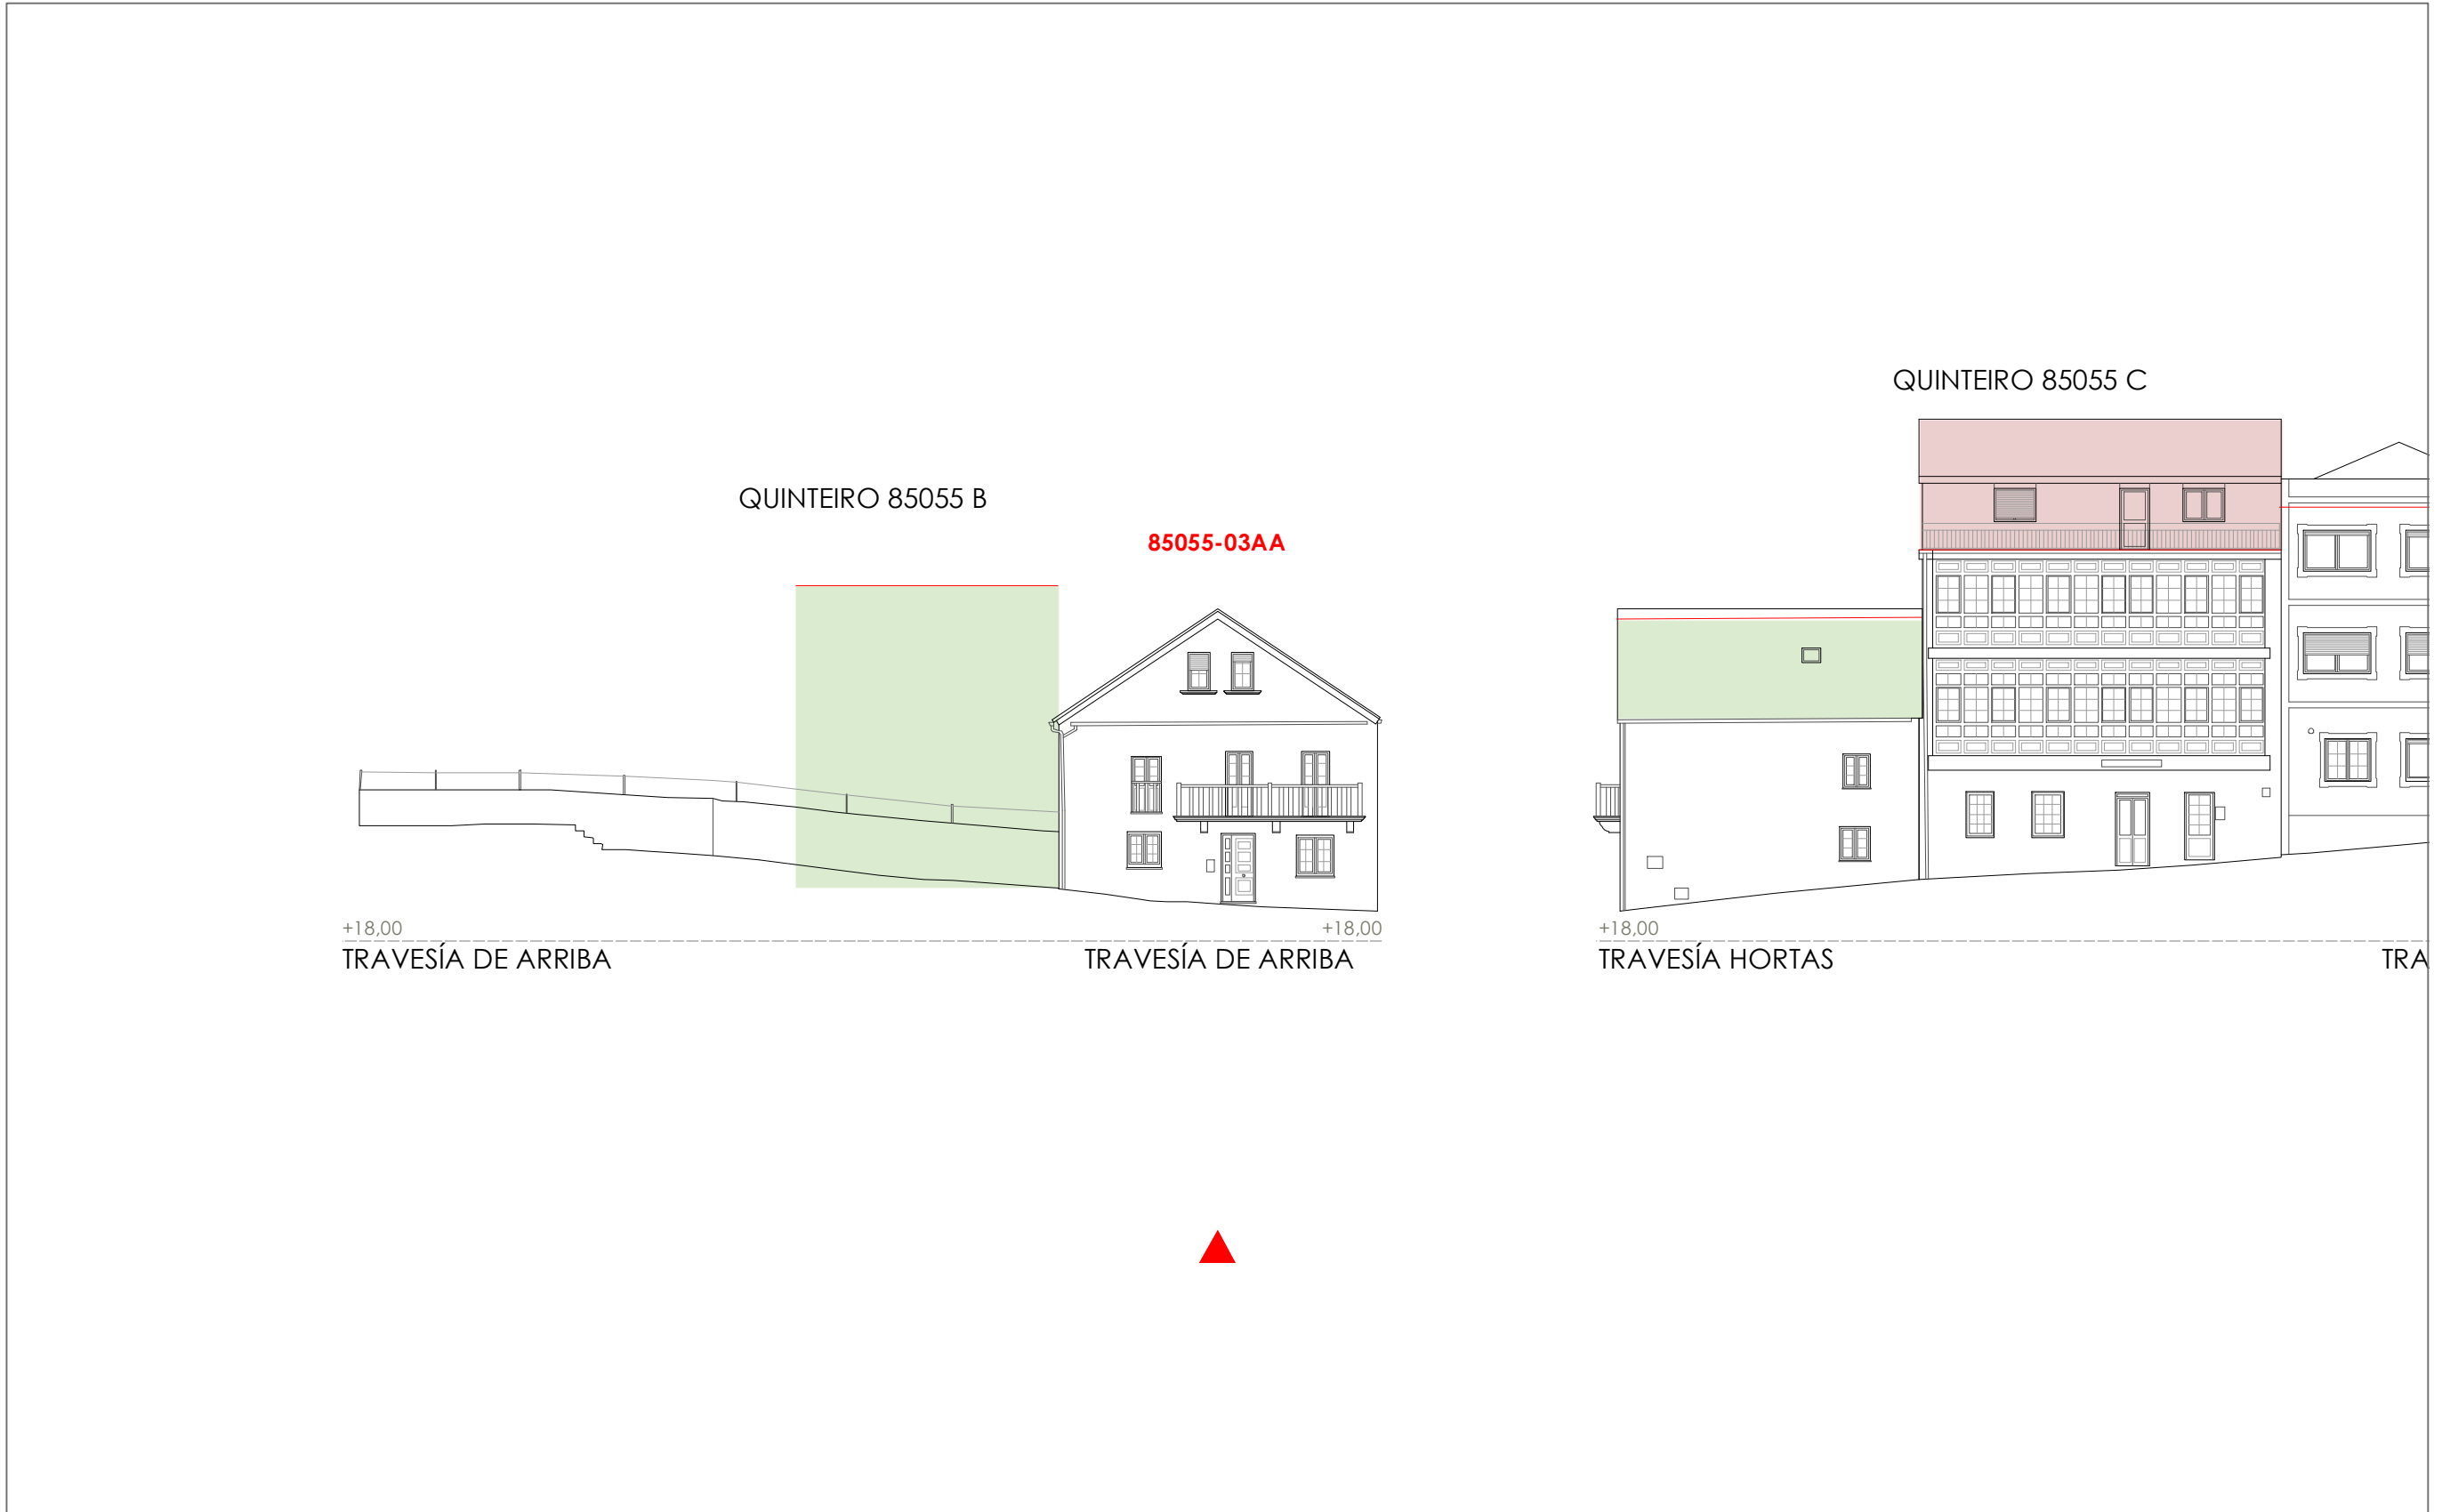 QUINTEIRO 85055 C
QUINTEIRO 85055 B
85055-03AA
+18,00
+18,00
+18,00
TRAVESÍA DE ARRIBA
TRAVESÍA DE ARRIBA
TRAVESÍA HORTAS
TRA